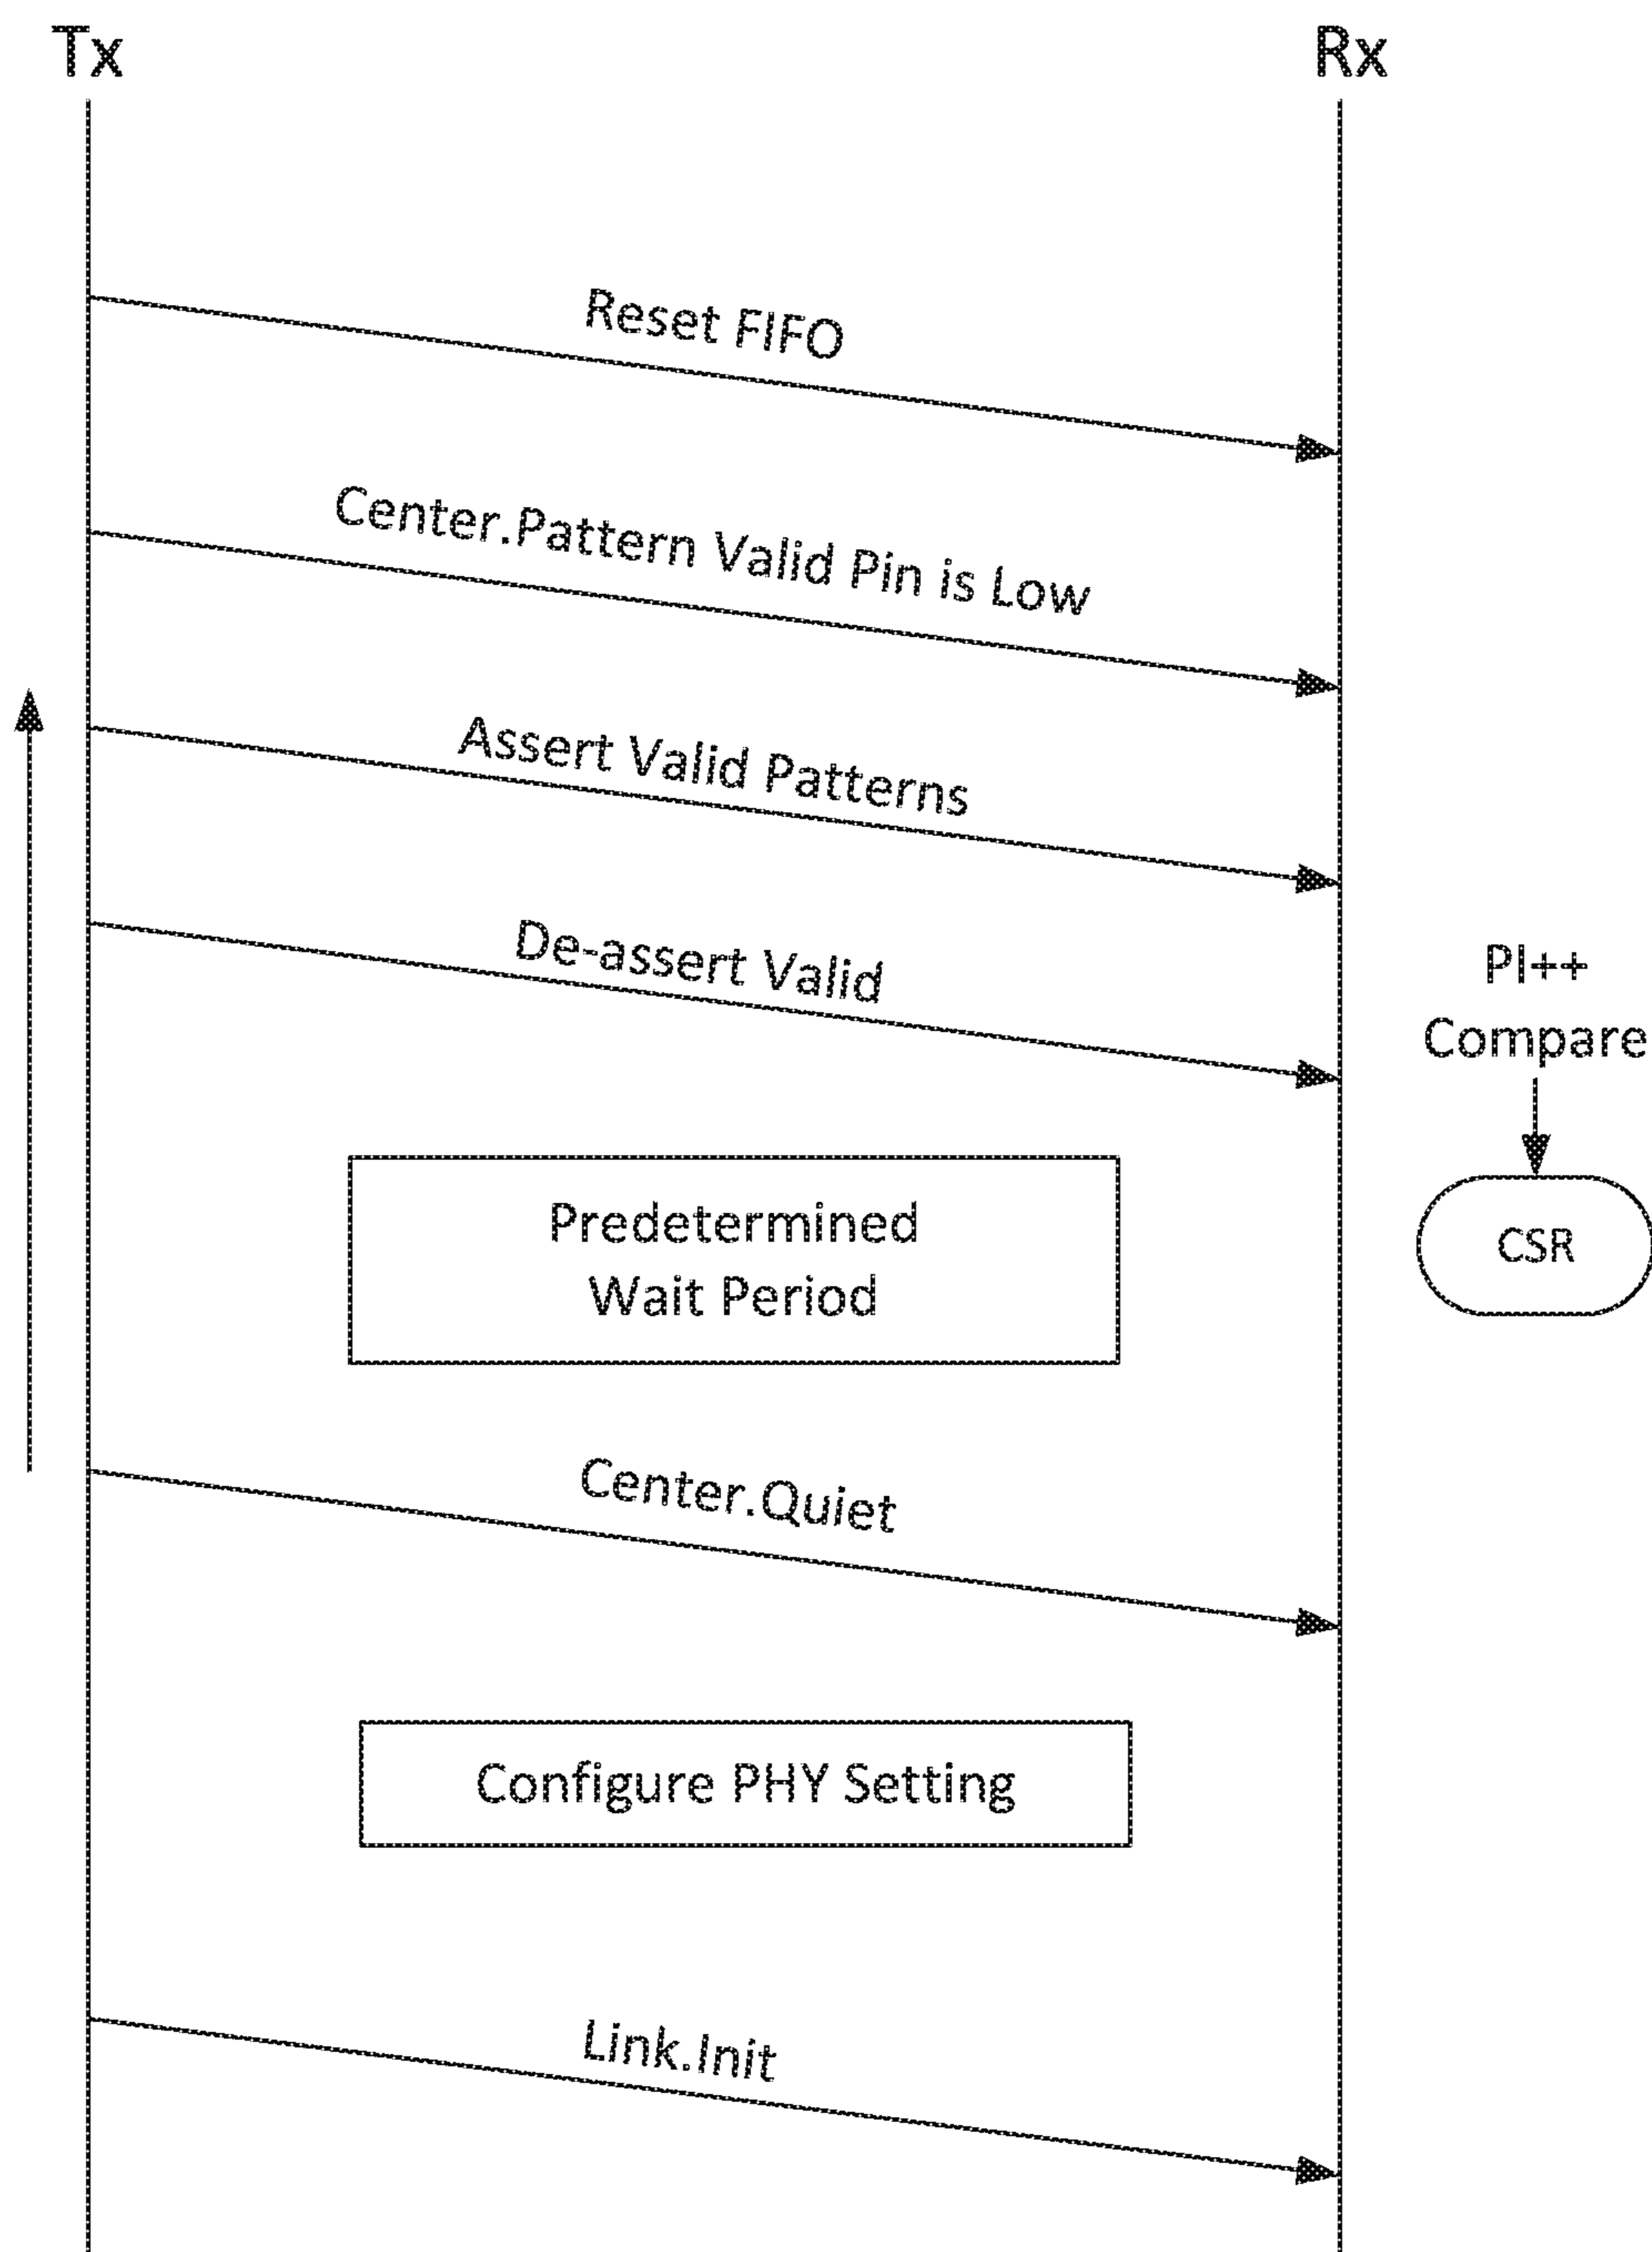 Tx
Rx
Reset FIFO
Center.Pattern Valid Pin is Low
Assert Valid Patterns
De-assert Valid
PI++
Compare
CSR
Predetermined
Wait Period
Center.Quiet
Configure PHY Setting
Link.Init